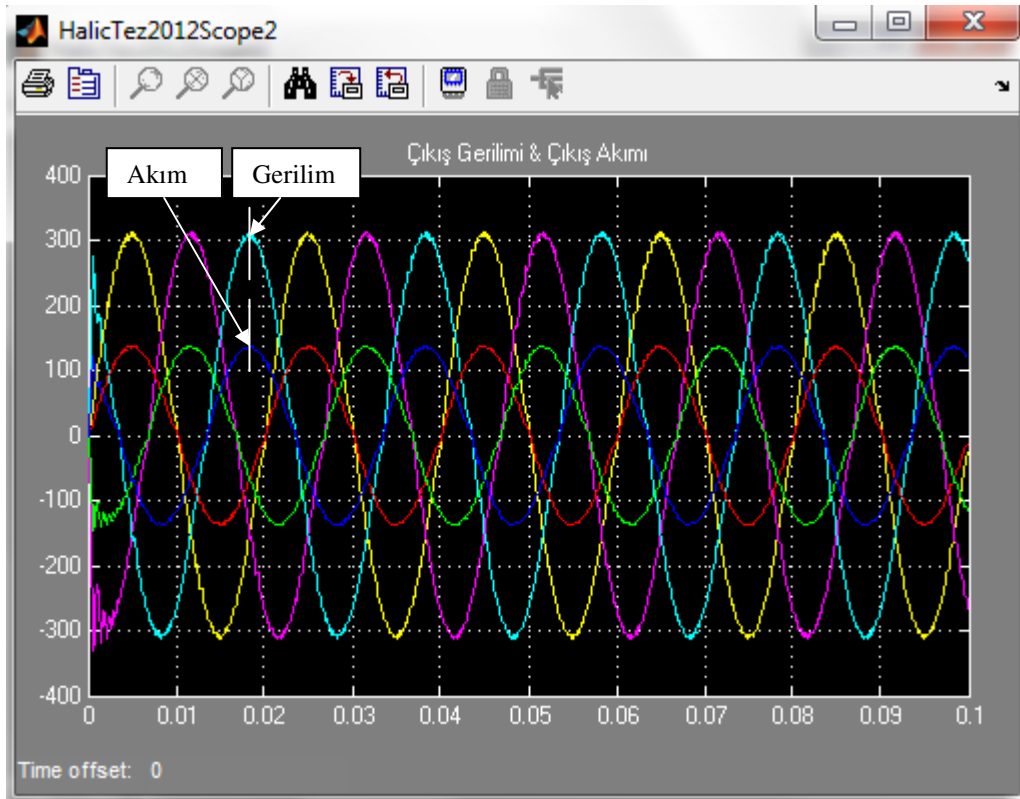 HalicTez2012Scope2
Çıkış Gerilimi & Çıkış Akımı
Akım
Gerilim
400
300
200
100
0
-100
-200
-300
-400
0 0.01 0.02 0.03 0.04 0.05 0.06 0.07 0.08 0.09 0.1
Time offset: 0